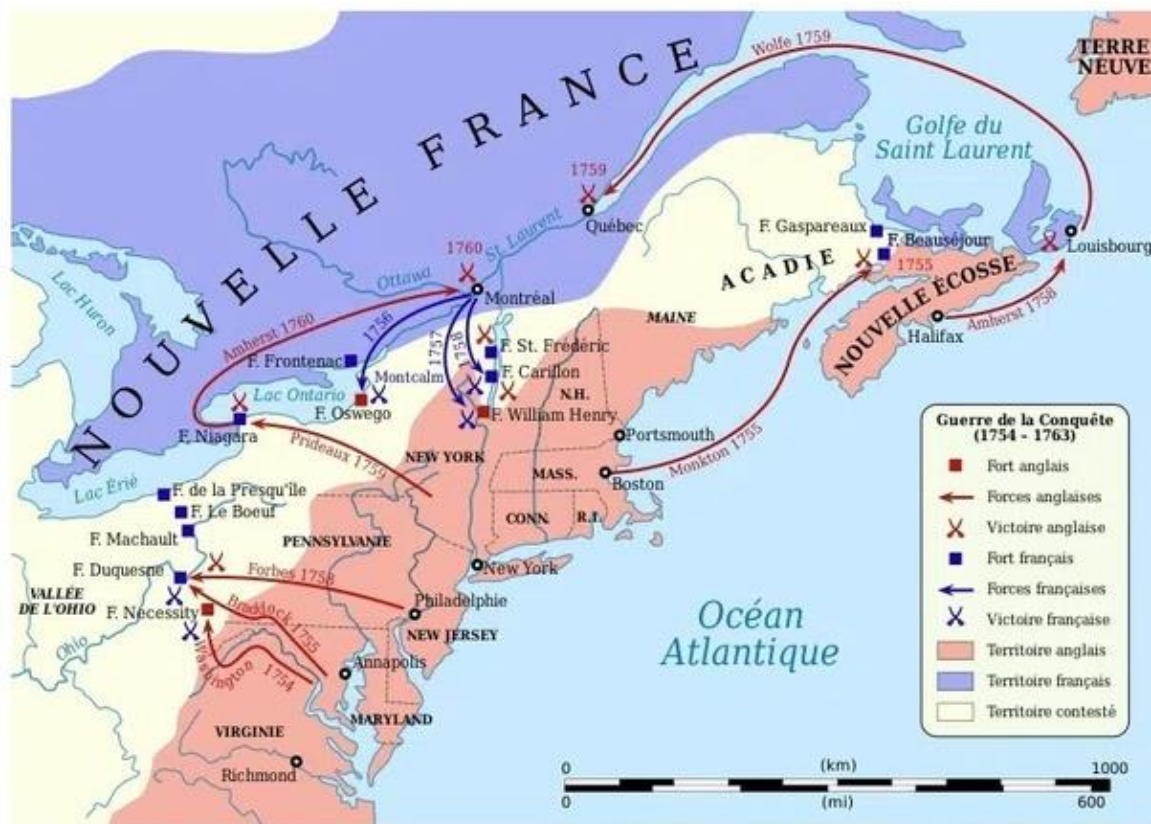 NOUVELLE FRANCE
Wolfe 1759
TERRE
NEUVE
Golfe du
Saint Laurent
1759
Québec
F. Gaspareaux
F. Beauséjour
Louisbourg
1755
ACADIE
NOUVELLE ÉCOSSE
Halifax
Amherst 1758
St. Laurent
1760
Ottawa
Montréal
Lac Huron
Amherst 1760
1756
1757
1758
MAINE
F. St. Frédéric
F. Frontenac
Montcalm
F. Carillon
Lac Ontario
F. Oswego
N.H.
F. William Henry
F. Niagara
Prideaux 1759
Portsmouth
Monkton 1755
NEW YORK
MASS.
Boston
Lac Érié
F. de la Presqu'île
F. Le Boeuf
CONN.
R.I.
F. Machault
PENNSYLVANIE
F. Duquesne
Forbes 1758
New York
VALLÉE
DE L'OHIO
F. Necessity
Braddock 1755
Philadelphie
NEW JERSEY
Ohio
Washington 1754
Annapolis
MARYLAND
VIRGINIE
Richmond
Océan
Atlantique
Guerre de la Conquête
(1754 - 1763)
Fort anglais
Forces anglaises
Victoire anglaise
Fort français
Forces françaises
Victoire française
Territoire anglais
Territoire français
Territoire contesté
0 (km) 1000
0 (mi) 600